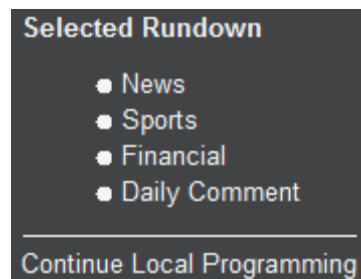 Selected Rundown
News
Sports
Financial
Daily Comment
Continue Local Programming